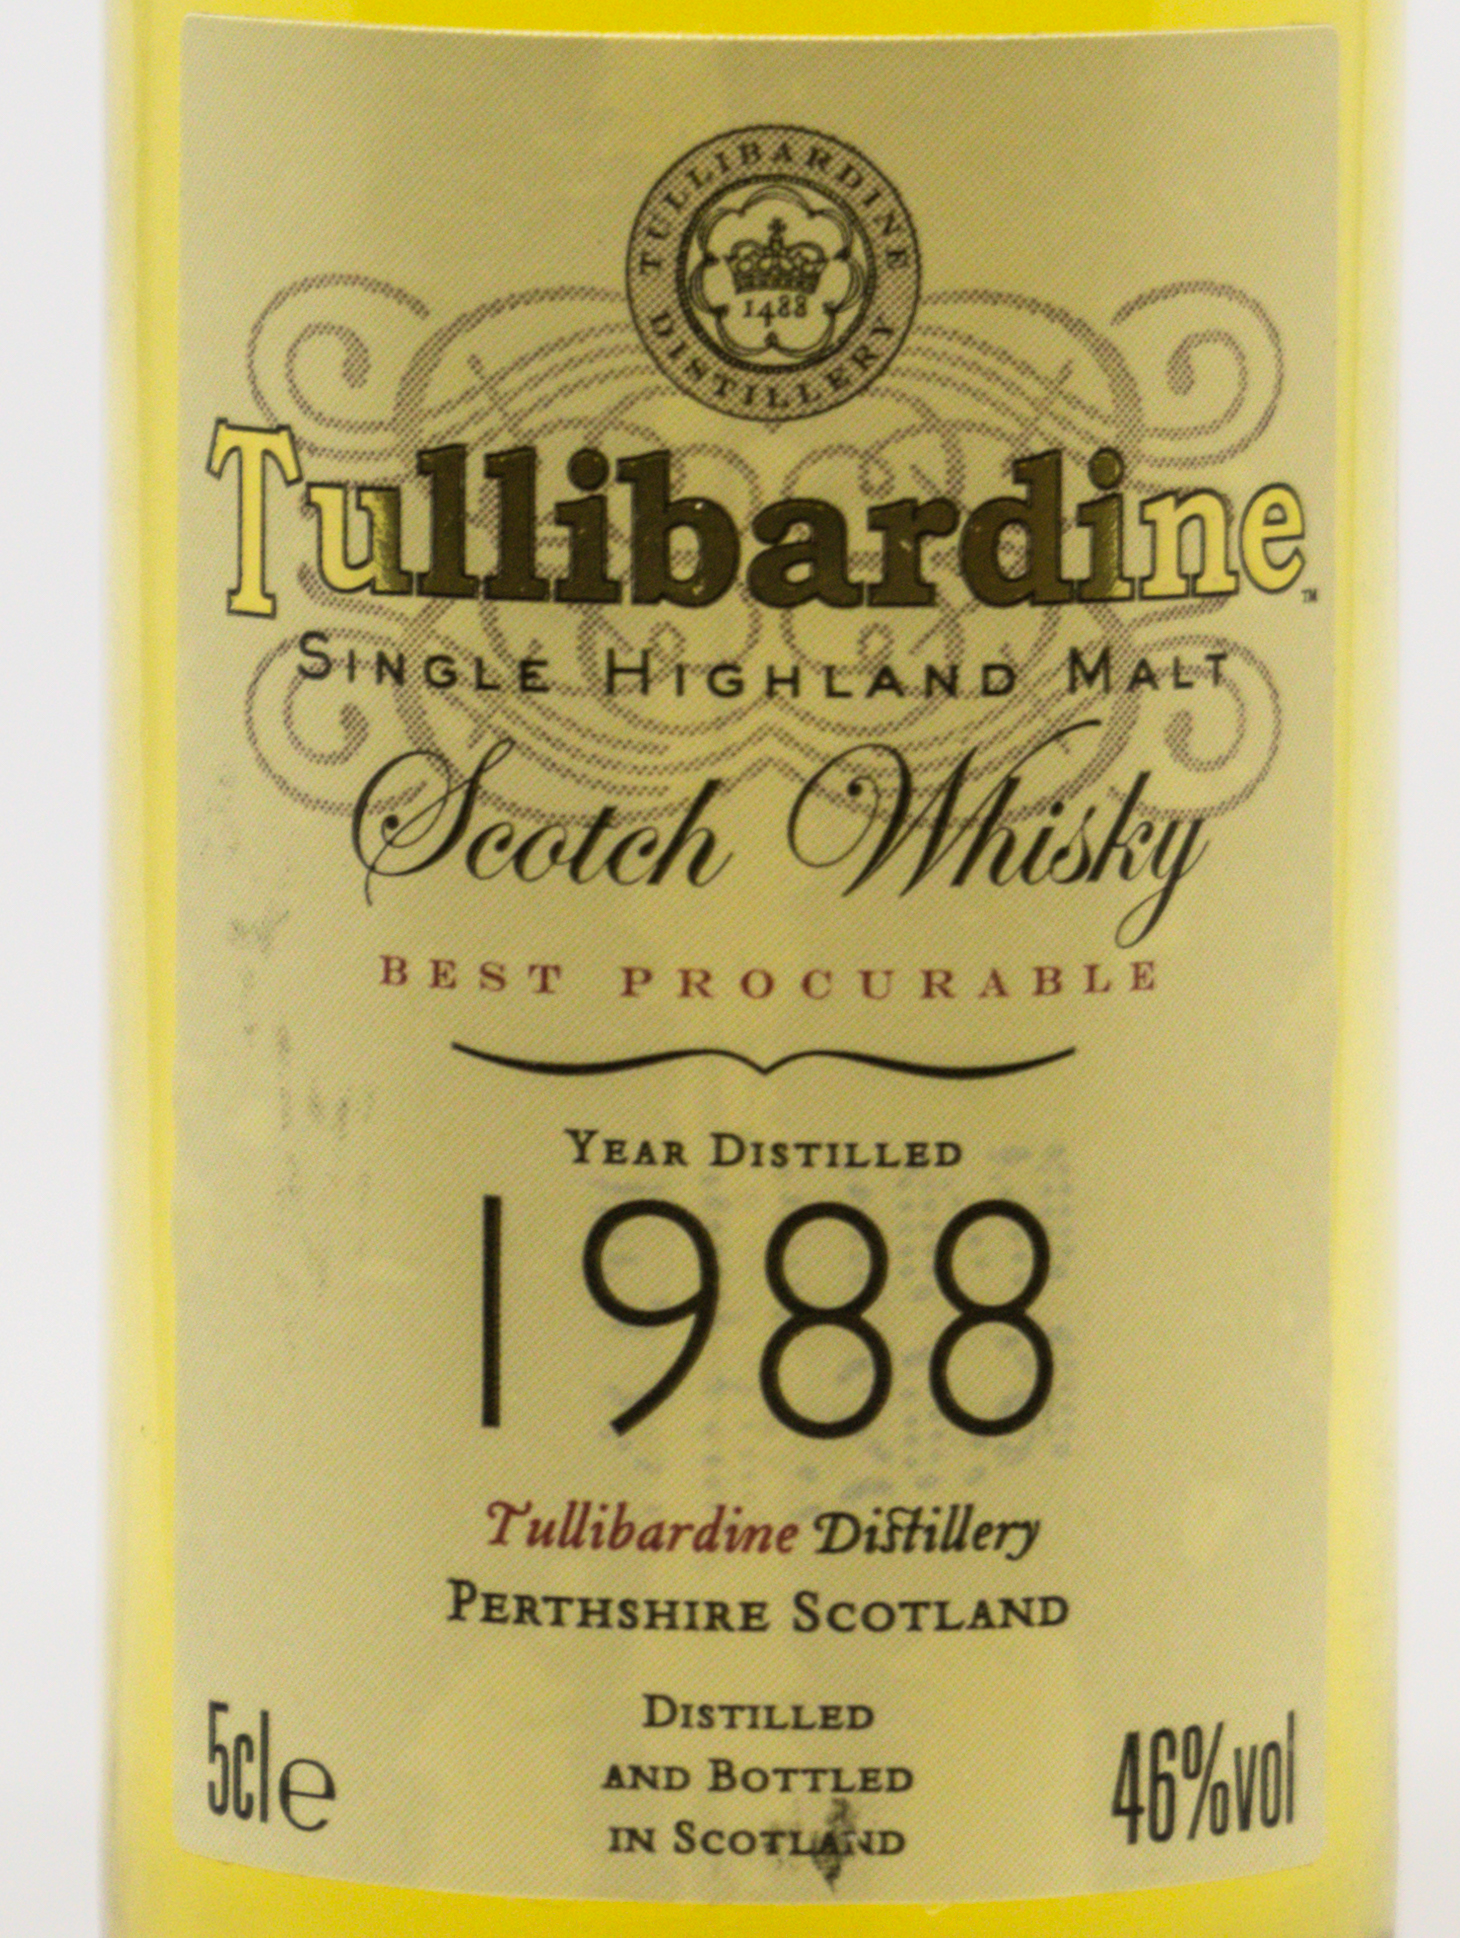 TULLIBARDINE
1488
DISTILLERY
Tullibardine™
SINGLE HIGHLAND MALT
Scotch Whisky
BEST PROCURABLE
YEAR DISTILLED
1988
Tullibardine Distillery
PERTHSHIRE SCOTLAND
DISTILLED
AND BOTTLED
IN SCOTLAND
5cl e
46%vol